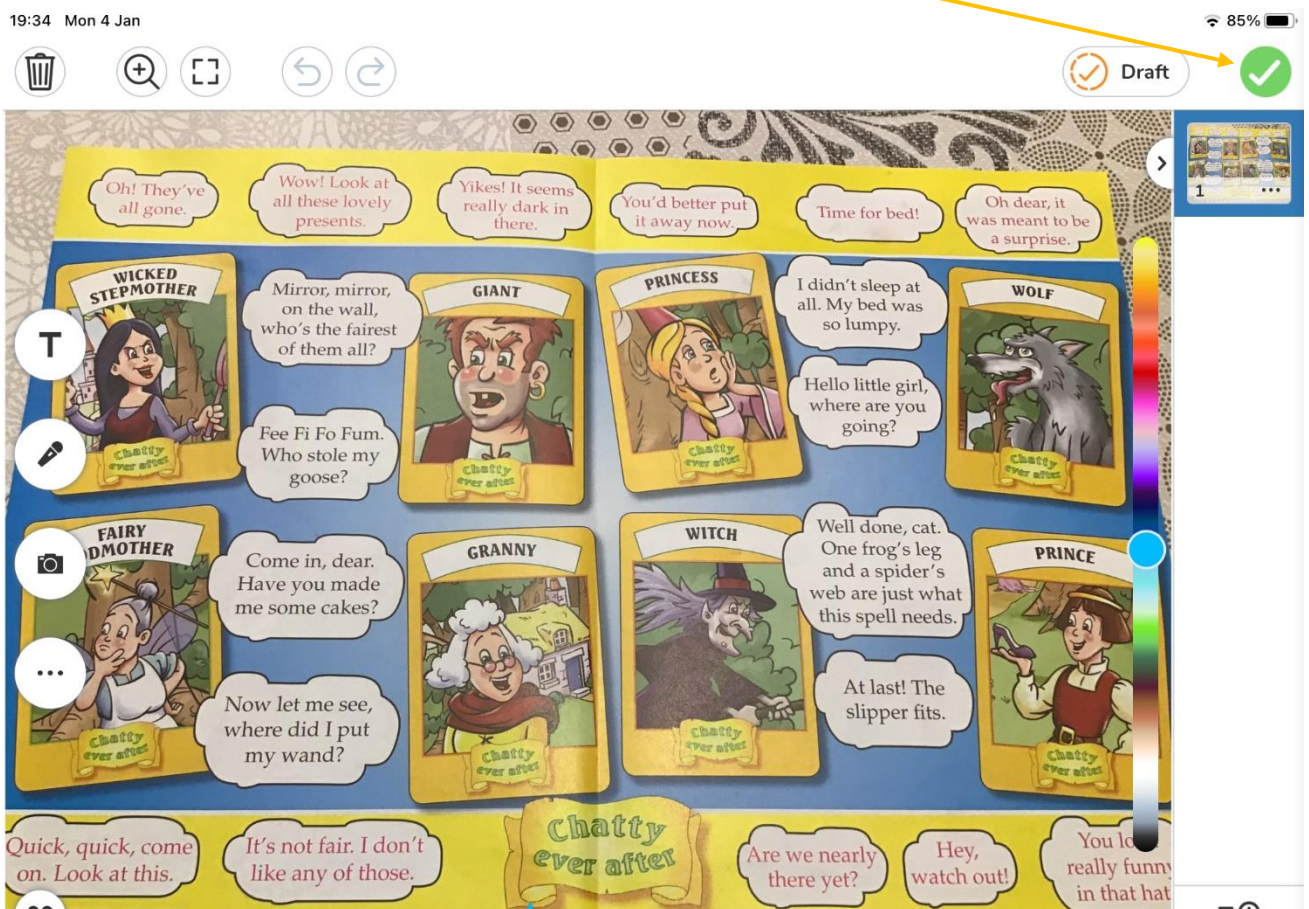 19:34 Mon 4 Jan
85%
Draft
T
1
Oh! They've
all gone.
Wow! Look at
all these lovely
presents.
Yikes! It seems
really dark in
there.
You'd better put
it away now.
Time for bed!
Oh dear, it
was meant to be
a surprise.
WICKED
STEPMOTHER
Chatty
ever after
Mirror, mirror,
on the wall,
who's the fairest
of them all?
Fee Fi Fo Fum.
Who stole my
goose?
GIANT
Chatty
ever after
PRINCESS
Chatty
ever after
I didn't sleep at
all. My bed was
so lumpy.
Hello little girl,
where are you
going?
WOLF
Chatty
ever after
FAIRY
DMOTHER
Chatty
ever after
Come in, dear.
Have you made
me some cakes?
Now let me see,
where did I put
my wand?
GRANNY
Chatty
ever after
WITCH
Chatty
ever after
Well done, cat.
One frog's leg
and a spider's
web are just what
this spell needs.
At last! The
slipper fits.
PRINCE
Chatty
ever after
Quick, quick, come
on. Look at this.
It's not fair. I don't
like any of those.
Chatty
ever after
Are we nearly
there yet?
Hey,
watch out!
You
really funny
in that hat